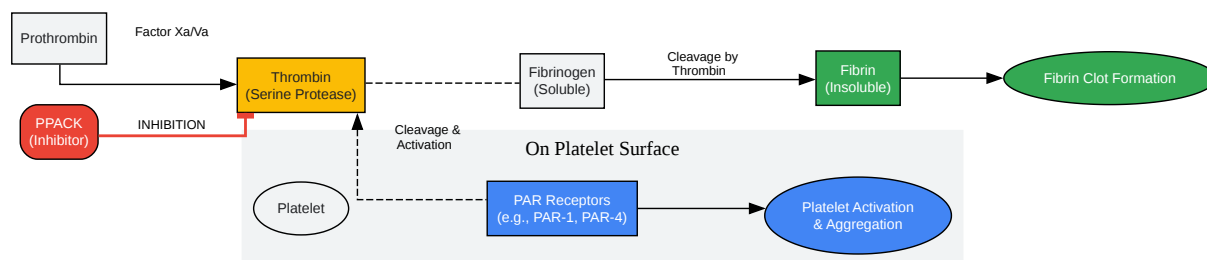 Prothrombin
Factor Xa/Va
Thrombin
(Serine Protease)
Fibrinogen
(Soluble)
Cleavage by
Thrombin
Fibrin
(Insoluble)
Fibrin Clot Formation
PPACK
(Inhibitor)
INHIBITION
Cleavage &
Activation
On Platelet Surface
Platelet
PAR Receptors
(e.g., PAR-1, PAR-4)
Platelet Activation
& Aggregation